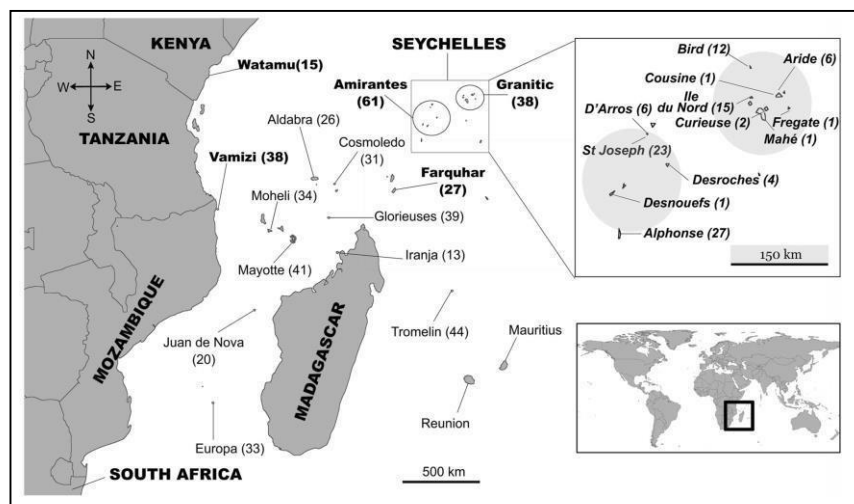 KENYA
N
W E
S
Watamu(15)
TANZANIA
SEYCHELLES
Amirantes
(61)
Granitic
(38)
Aldabra (26)
Cosmoledo
(31)
Vamizi (38)
Farquhar
(27)
Moheli (34)
Glorieuses (39)
Mayotte (41)
Iranja (13)
MOZAMBIQUE
MADAGASCAR
Juan de Nova
(20)
Tromelin (44)
Mauritius
Reunion
Europa (33)
SOUTH AFRICA
500 km
Bird (12)
Aride (6)
Cousine (1)
Ile
du Nord (15)
D'Arros (6)
Curieuse (2)
Fregate (1)
Mahé (1)
St Joseph (23)
Desroches (4)
Desnouefs (1)
Alphonse (27)
150 km